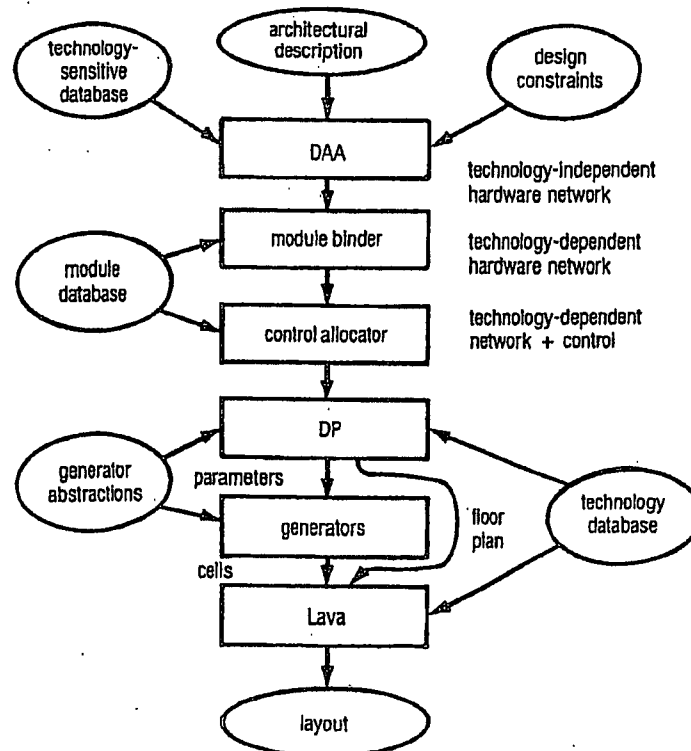 architectural
description
technology-
sensitive
database
design
constraints
DAA
technology-independent
hardware network
module binder
technology-dependent
hardware network
module
database
control allocator
technology-dependent
network + control
DP
generator
abstractions
parameters
generators
floor
plan
technology
database
cells
Lava
layout